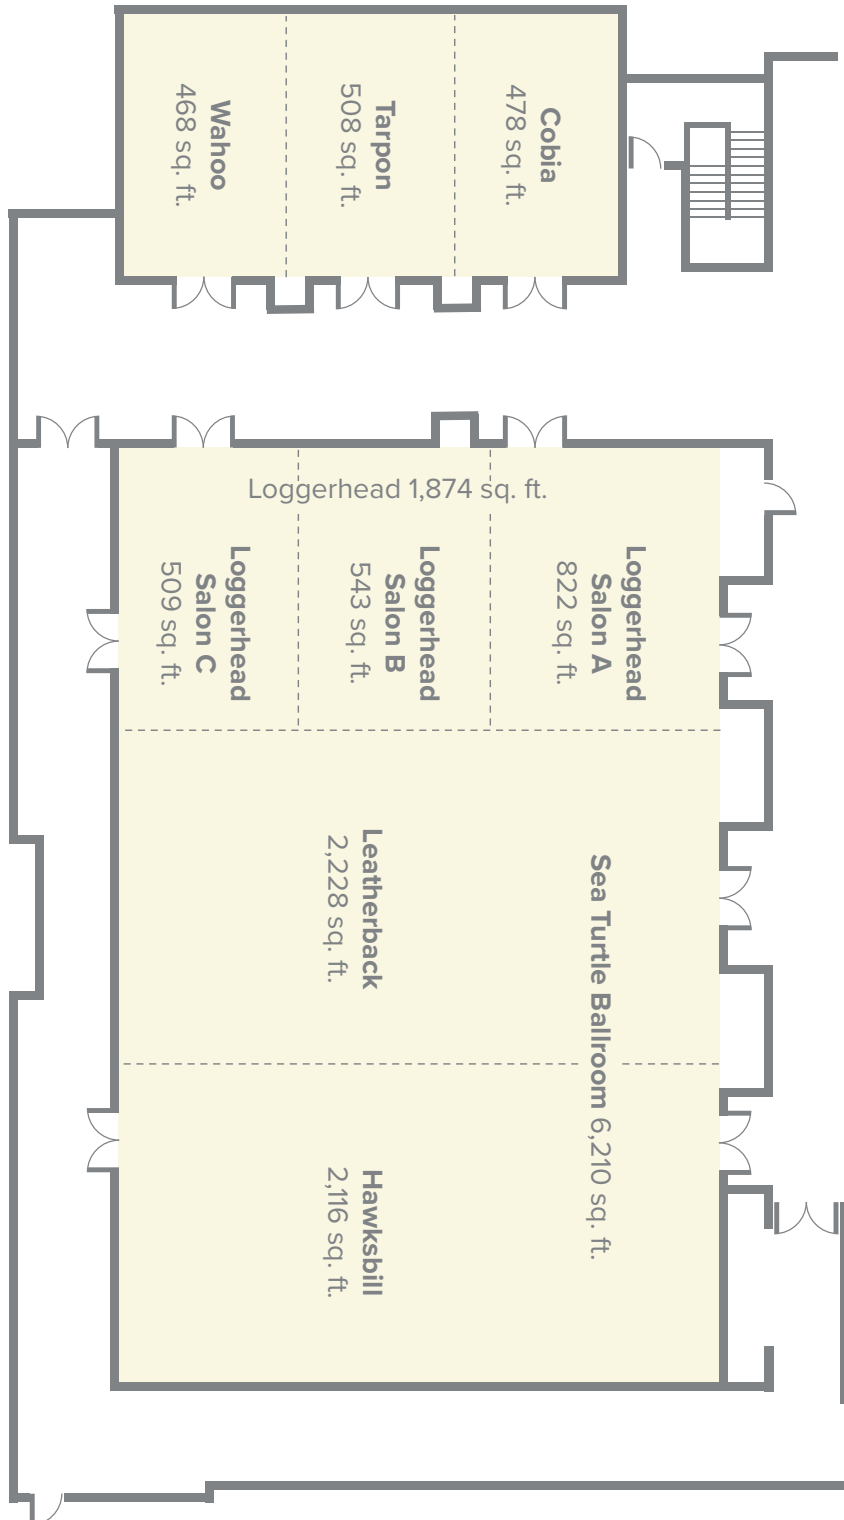 Wahoo
468 sq. ft.
Tarpon
508 sq. ft.
Cobia
478 sq. ft.
Loggerhead 1,874 sq. ft.
Loggerhead
Salon C
509 sq. ft.
Loggerhead
Salon B
543 sq. ft.
Loggerhead
Salon A
822 sq. ft.
Leatherback
2,228 sq. ft.
Sea Turtle Ballroom 6,210 sq. ft.
Hawksbill
2,116 sq. ft.